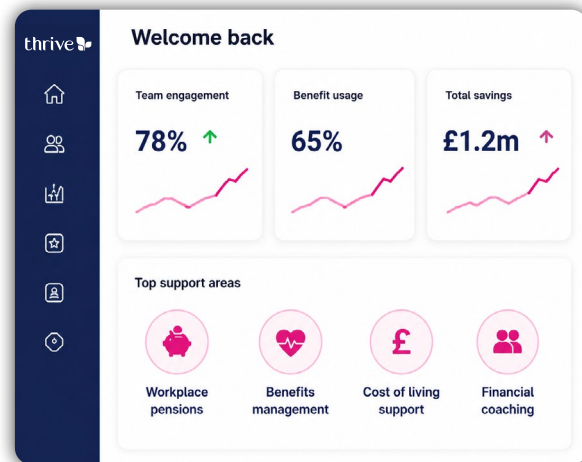 thrive
Welcome back
Team engagement
78%
Benefit usage
65%
Total savings
£1.2m
Top support areas
£
Workplace
pensions
Benefits
management
Cost of living
support
Financial
coaching